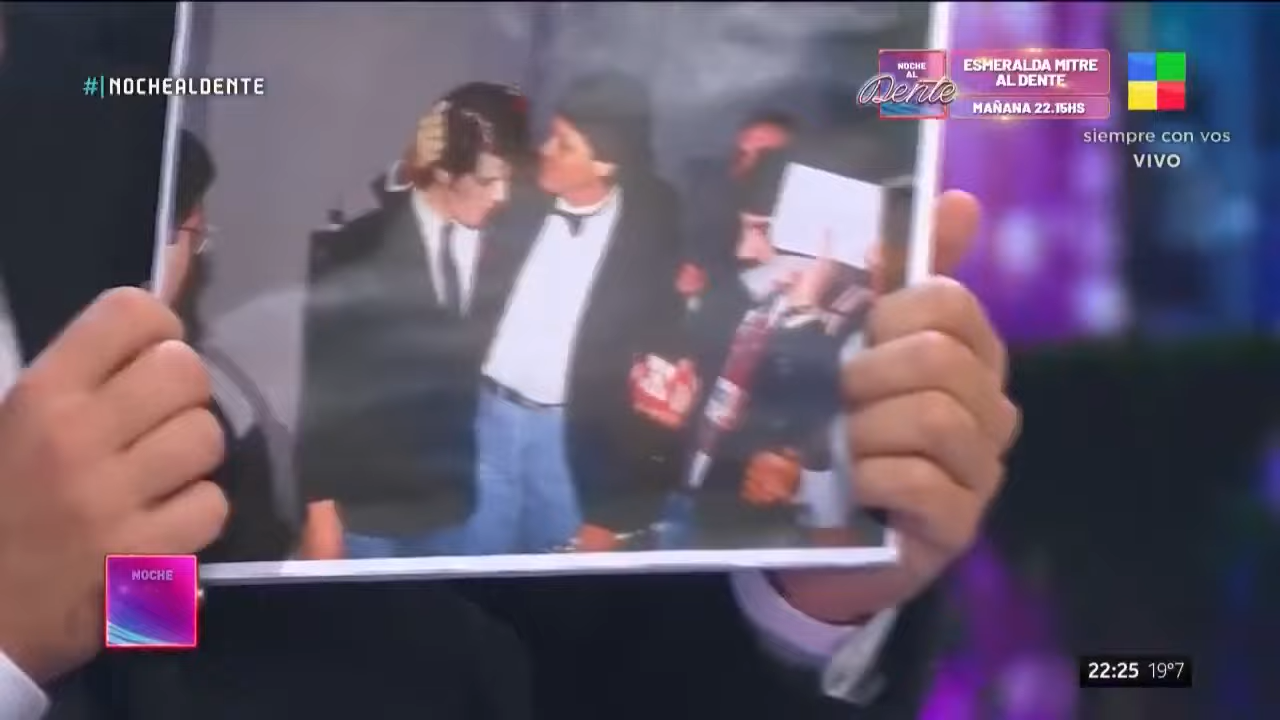 #|NOCHEALDENTE
NOCHE
AL
Dente
ESMERALDA MITRE
AL DENTE
MAÑANA 22.15HS
siempre con vos
VIVO
NOCHE
22:25 19°7